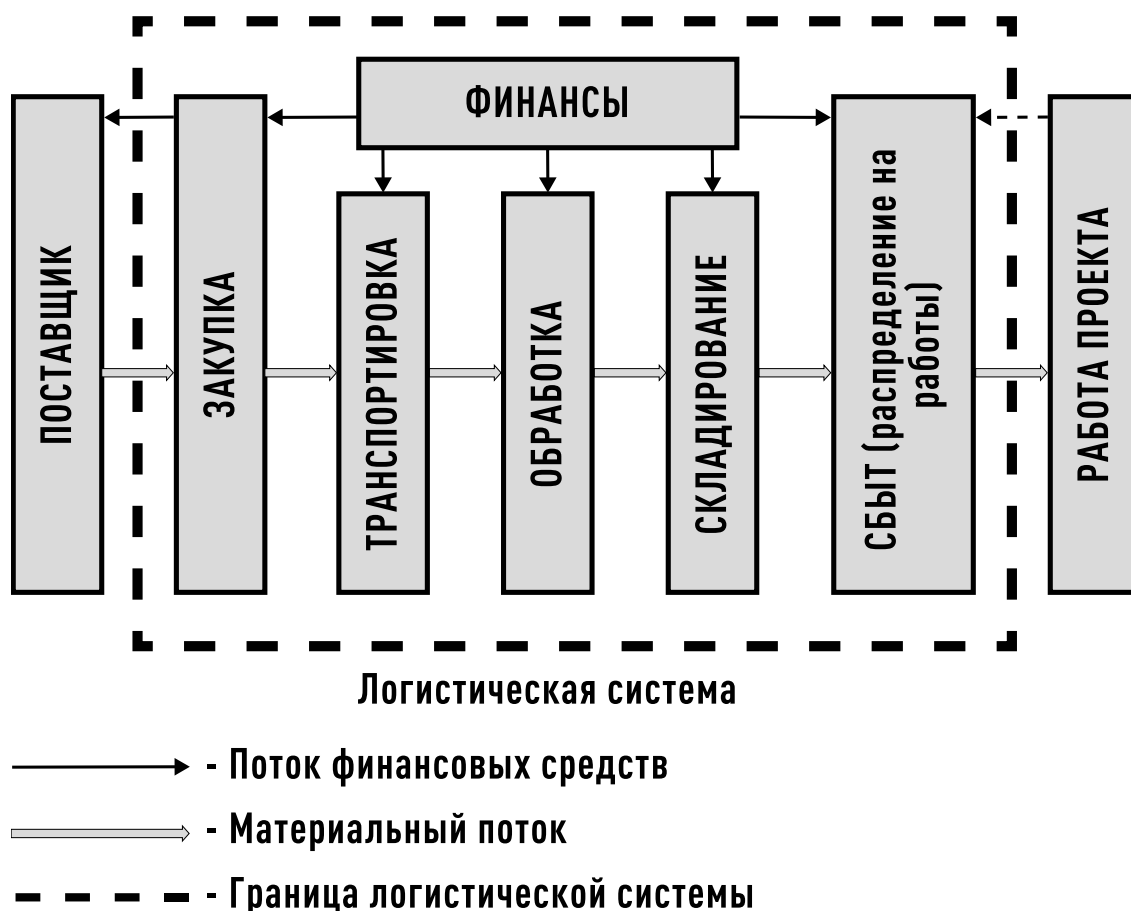 ФИНАНСЫ
ПОСТАВЩИК
ЗАКУПКА
ТРАНСПОРТИРОВКА
ОБРАБОТКА
СКЛАДИРОВАНИЕ
СБЫТ (распределение на
работы)
РАБОТА ПРОЕКТА
Логистическая система
- Поток финансовых средств
- Материальный поток
- Граница логистической системы